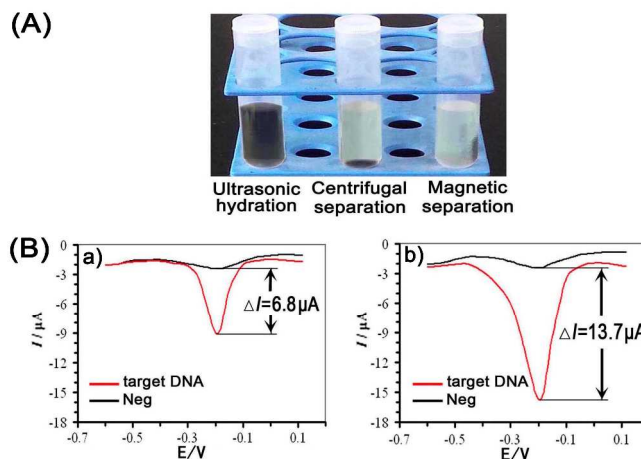 (A)
Ultrasonic hydration
Centrifugal separation
Magnetic separation
(B)
a)
0
-3
-6
-9
-12
-15
-18
I / μA
△I=6.8μA
target DNA
Neg
-0.7 -0.5 -0.3 -0.1 0.1
E/V
b)
0
-3
-6
-9
-12
-15
-18
I / μA
△I=13.7μA
target DNA
Neg
-0.7 -0.5 -0.3 -0.1 0.1
E/V